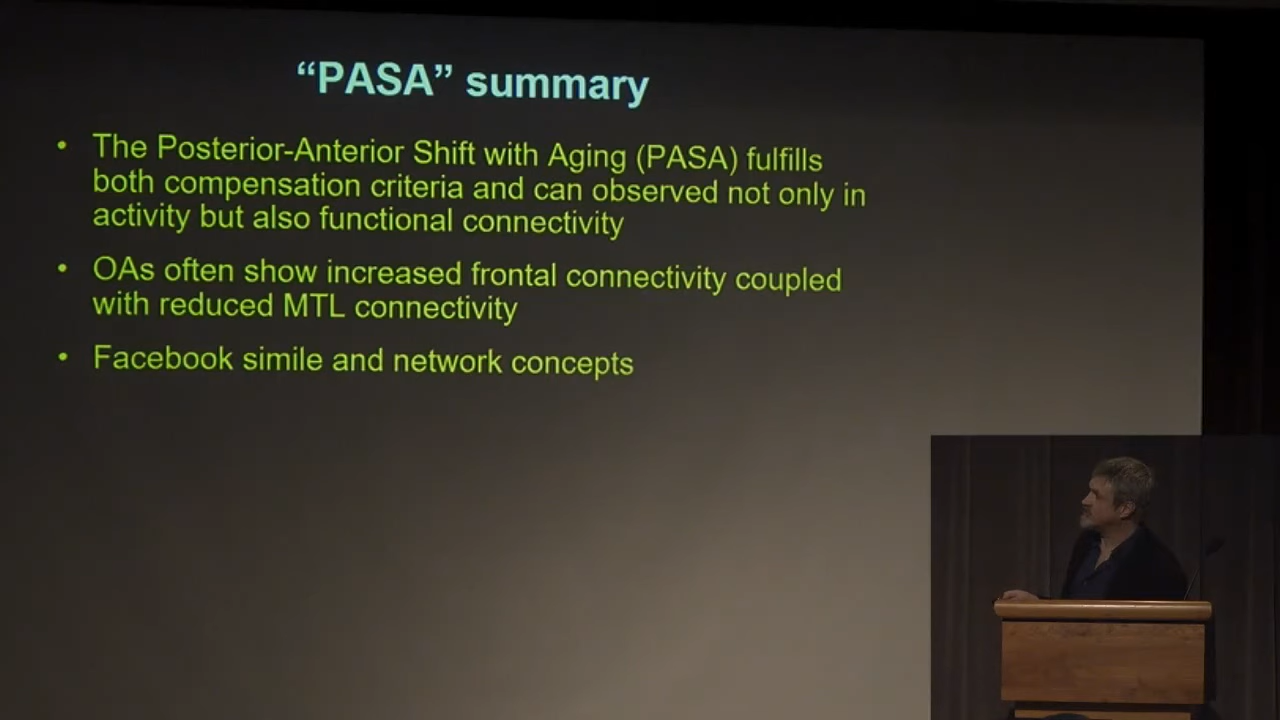 “PASA” summary
• The Posterior-Anterior Shift with Aging (PASA) fulfills
both compensation criteria and can observed not only in
activity but also functional connectivity
• OAs often show increased frontal connectivity coupled
with reduced MTL connectivity
• Facebook simile and network concepts